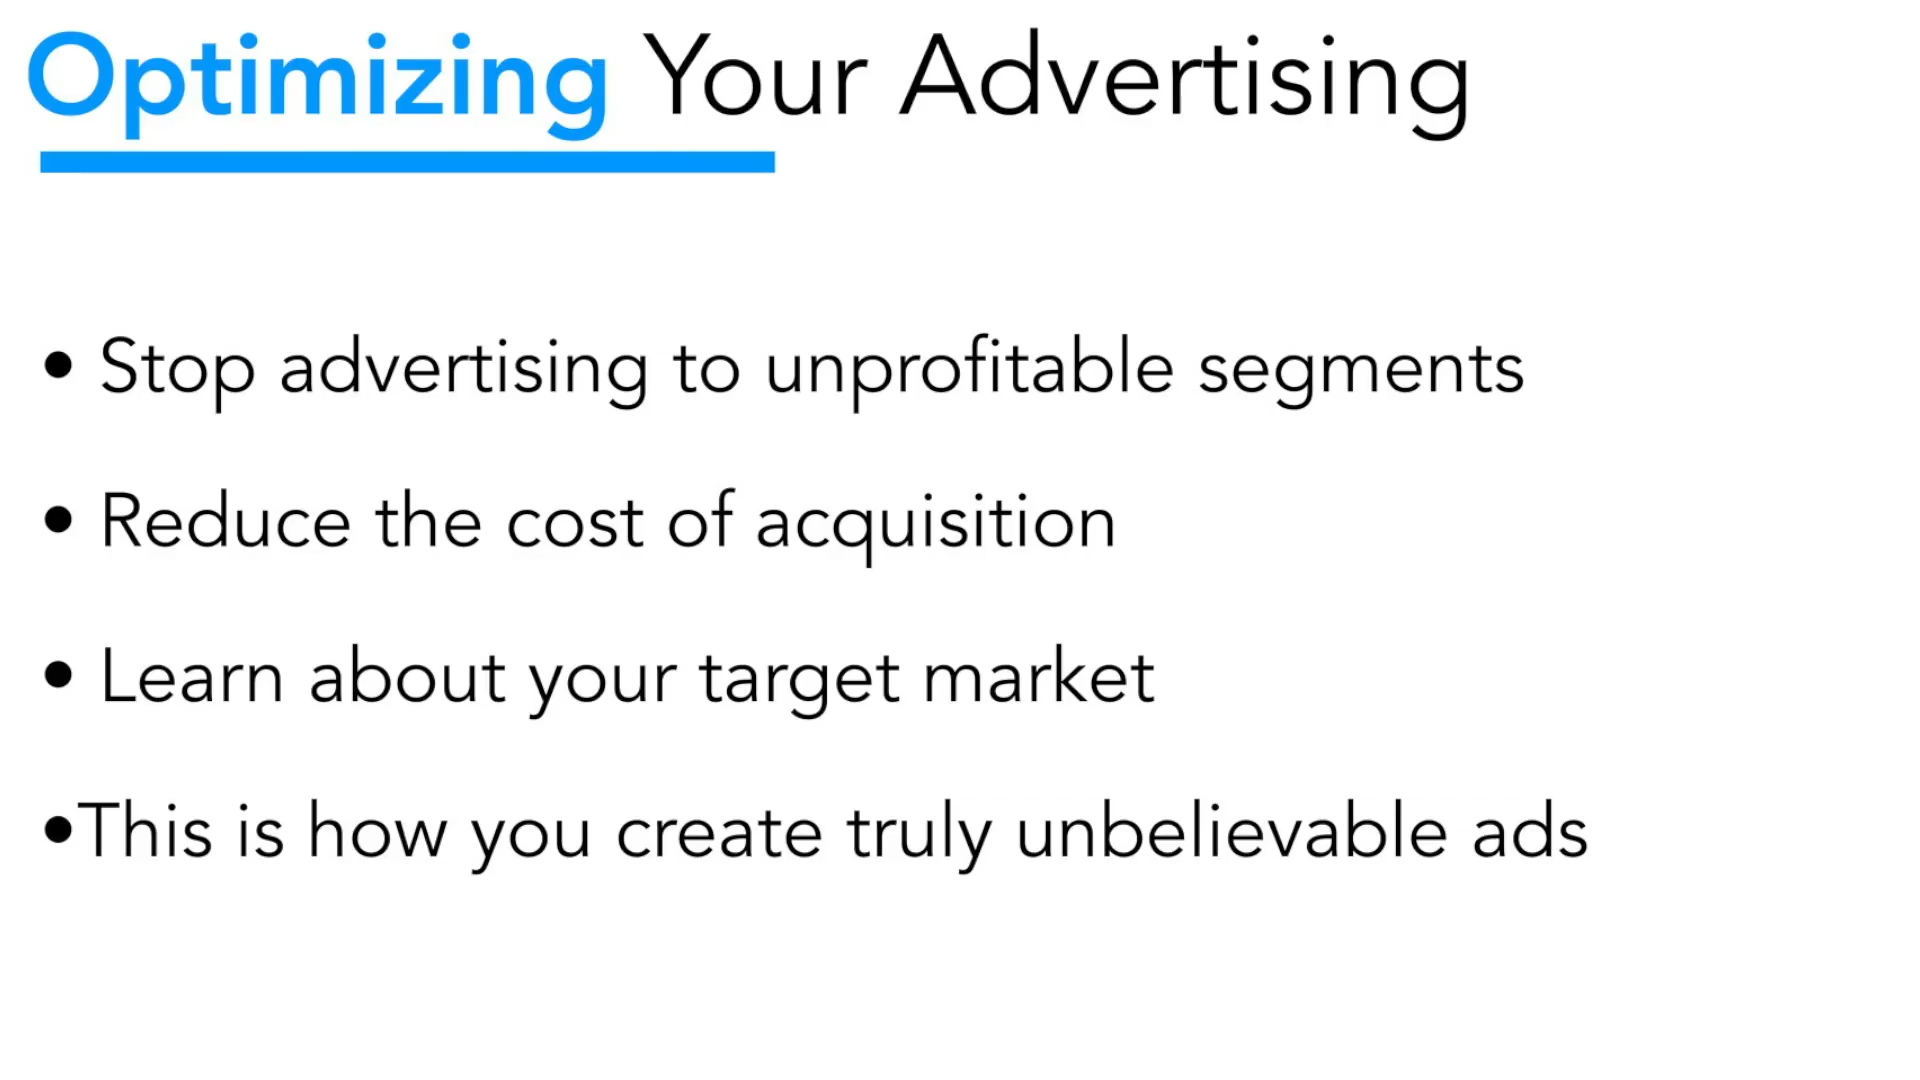 Optimizing Your Advertising
• Stop advertising to unprofitable segments
• Reduce the cost of acquisition
• Learn about your target market
•This is how you create truly unbelievable ads